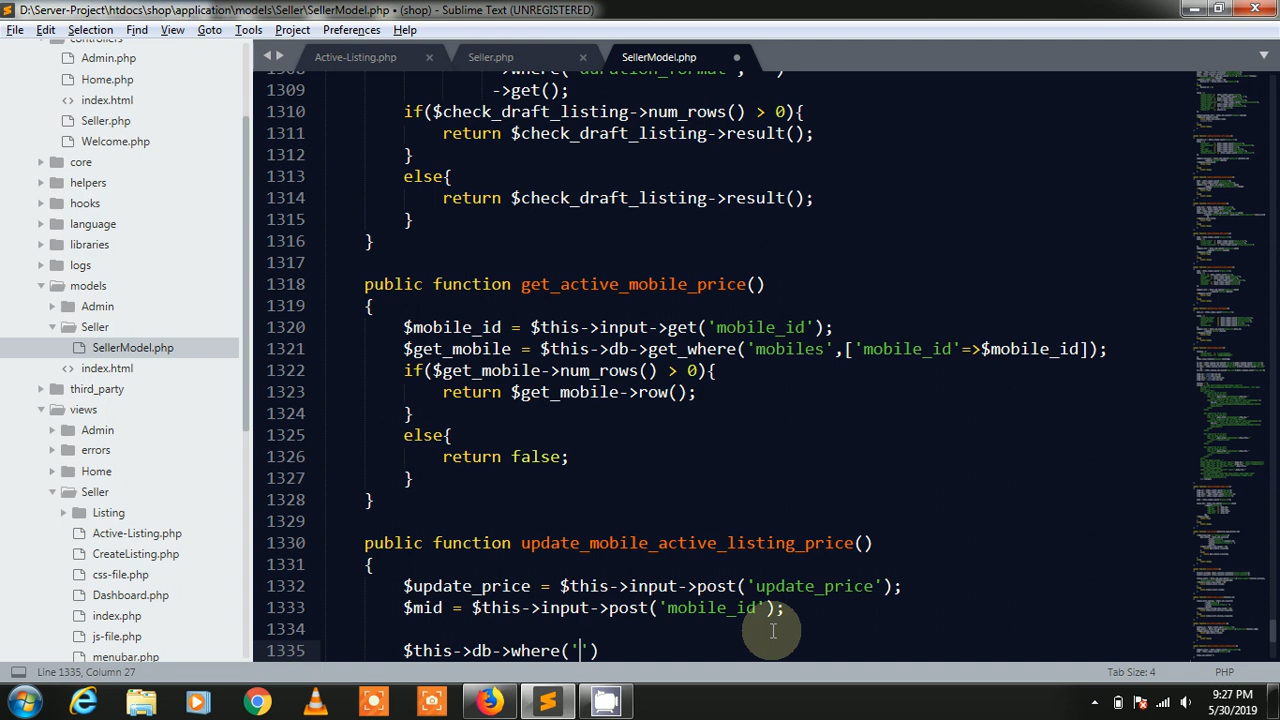 D:\Server-Project\htdocs\shop\application\models\Seller\SellerModel.php • (shop) - Sublime Text (UNREGISTERED)
File Edit Selection Find View Goto Tools Project Preferences Help
Active-Listing.php Seller.php SellerModel.php
controllers
Admin.php
Home.php
index.html
Seller.php
Welcome.php
core
helpers
hooks
language
libraries
logs
models
Admin
Seller
SellerModel.php
index.html
third_party
views
Admin
errors
Home
Seller
Listing
Active-Listing.php
CreateListing.php
css-file.php
Dashboard.php
index.php
js-file.php
menubar.php
1308 ->where('duration_format', '')
1309 ->get();
1310 if($check_draft_listing->num_rows() > 0){
1311 return $check_draft_listing->result();
1312 }
1313 else{
1314 return $check_draft_listing->result();
1315 }
1316 }
1317
1318 public function get_active_mobile_price()
1319 {
1320 $mobile_id = $this->input->get('mobile_id');
1321 $get_mobile = $this->db->get_where('mobiles',['mobile_id'=>$mobile_id]);
1322 if($get_mobile->num_rows() > 0){
1323 return $get_mobile->row();
1324 }
1325 else{
1326 return false;
1327 }
1328 }
1329
1330 public function update_mobile_active_listing_price()
1331 {
1332 $update_price = $this->input->post('update_price');
1333 $mid = $this->input->post('mobile_id');
1334
1335 $this->db->where('')
Line 1335, Column 27 Tab Size: 4 PHP
9:27 PM
5/30/2019